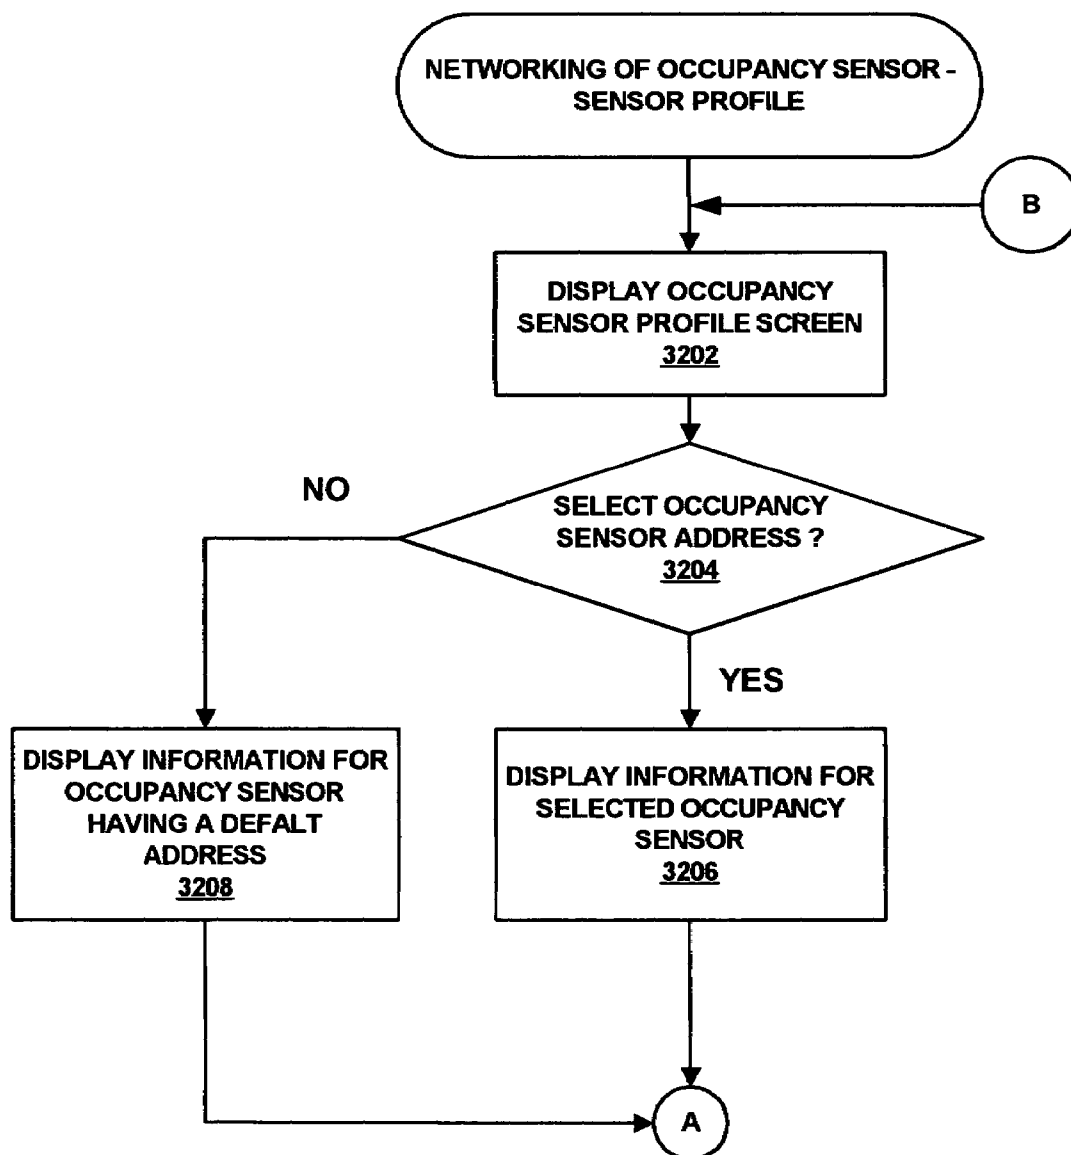 NETWORKING OF OCCUPANCY SENSOR -
SENSOR PROFILE
B
DISPLAY OCCUPANCY
SENSOR PROFILE SCREEN
3202
NO
SELECT OCCUPANCY
SENSOR ADDRESS ?
3204
YES
DISPLAY INFORMATION FOR
OCCUPANCY SENSOR
HAVING A DEFALT
ADDRESS
3208
DISPLAY INFORMATION FOR
SELECTED OCCUPANCY
SENSOR
3206
A